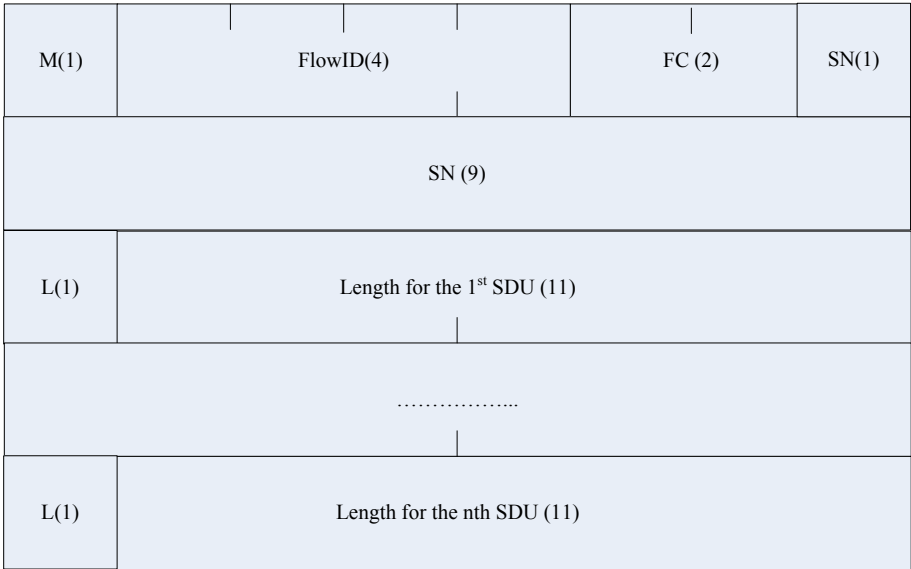 M(1) FlowID(4) FC (2) SN(1)
SN (9)
L(1) Length for the 1st SDU (11)
……………...
L(1) Length for the nth SDU (11)